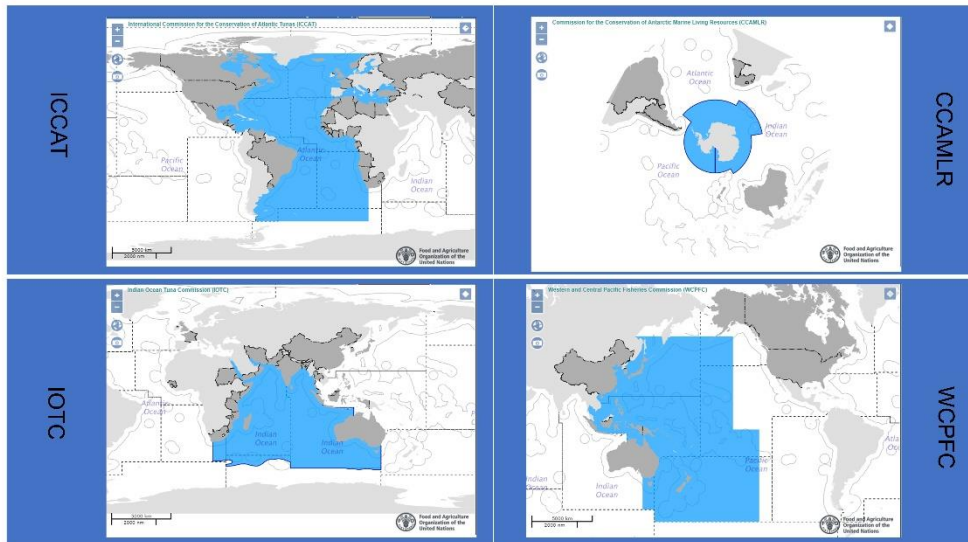 ICCAT
International Commission for the Conservation of Atlantic Tunas (ICCAT)
+
−
Pacific
Ocean
Atlantic
Ocean
Indian
Ocean
5000 km
2000 nm
Food and Agriculture
Organization of the
United Nations
CCAMLR
Commission for the Conservation of Antarctic Marine Living Resources (CCAMLR)
+
−
Atlantic
Ocean
Indian
Ocean
Pacific
Ocean
Food and Agriculture
Organization of the
United Nations
IOTC
Indian Ocean Tuna Commission (IOTC)
+
−
Atlantic
Ocean
Indian
Ocean
Indian
Ocean
5000 km
2000 nm
Food and Agriculture
Organization of the
United Nations
WCPFC
Western and Central Pacific Fisheries Commission (WCPFC)
+
−
Indian
Ocean
Pacific
Ocean
5000 km
2000 nm
Food and Agriculture
Organization of the
United Nations